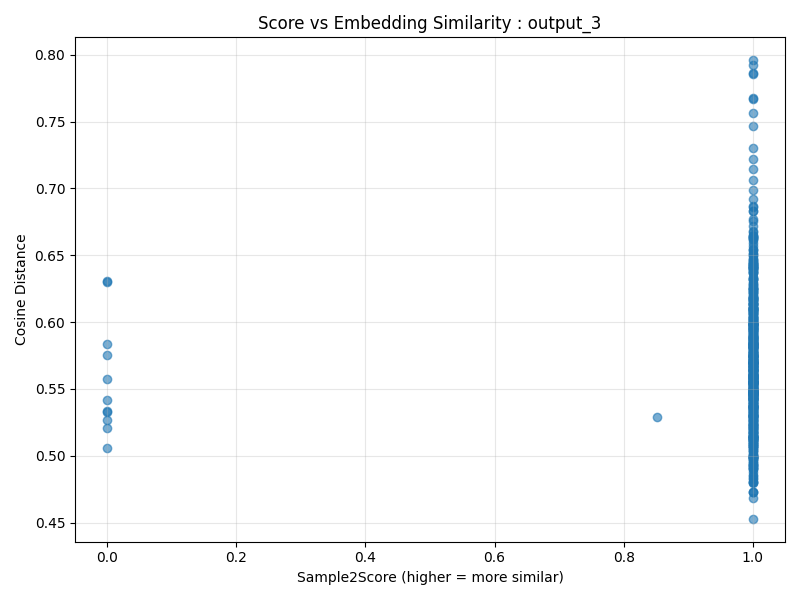 Score vs Embedding Similarity : output_3
Cosine Distance
0.80
0.75
0.70
0.65
0.60
0.55
0.50
0.45
0.0 0.2 0.4 0.6 0.8 1.0
Sample2Score (higher = more similar)